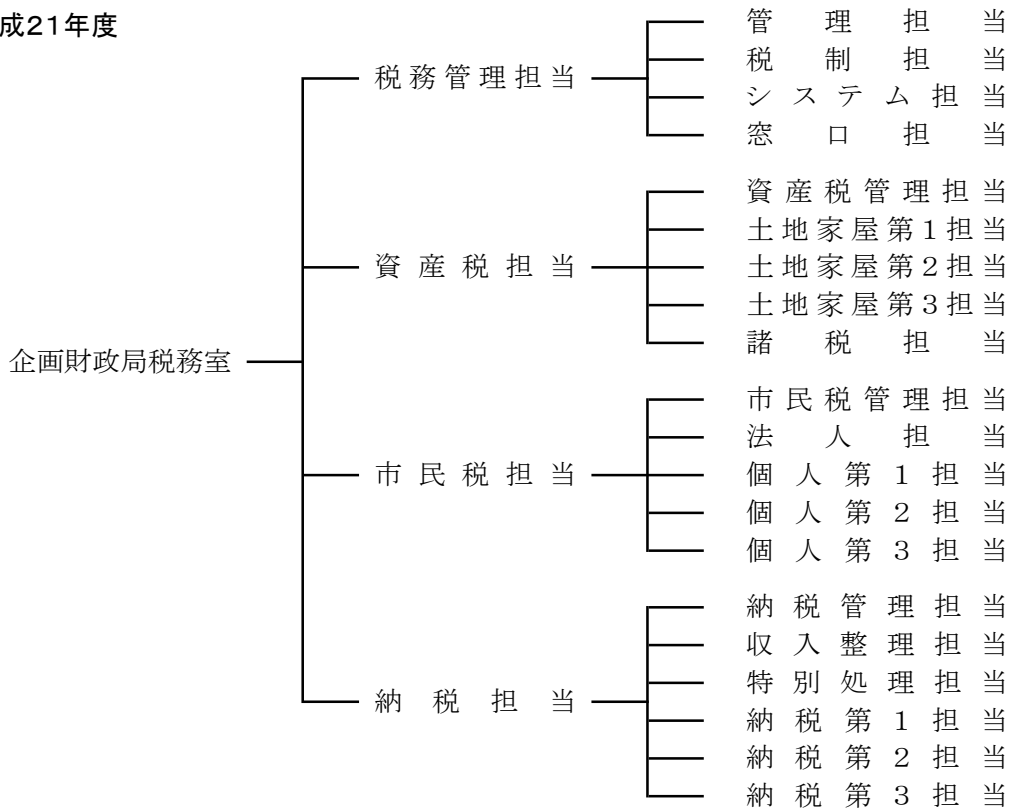 成21年度
企画財政局税務室
税務管理担当
管理担当
税制担当
システム担当
窓口担当
資産税担当
資産税管理担当
土地家屋第1担当
土地家屋第2担当
土地家屋第3担当
諸税担当
市民税担当
市民税管理担当
法人担当
個人第1担当
個人第2担当
個人第3担当
納税担当
納税管理担当
収入整理担当
特別処理担当
納税第1担当
納税第2担当
納税第3担当